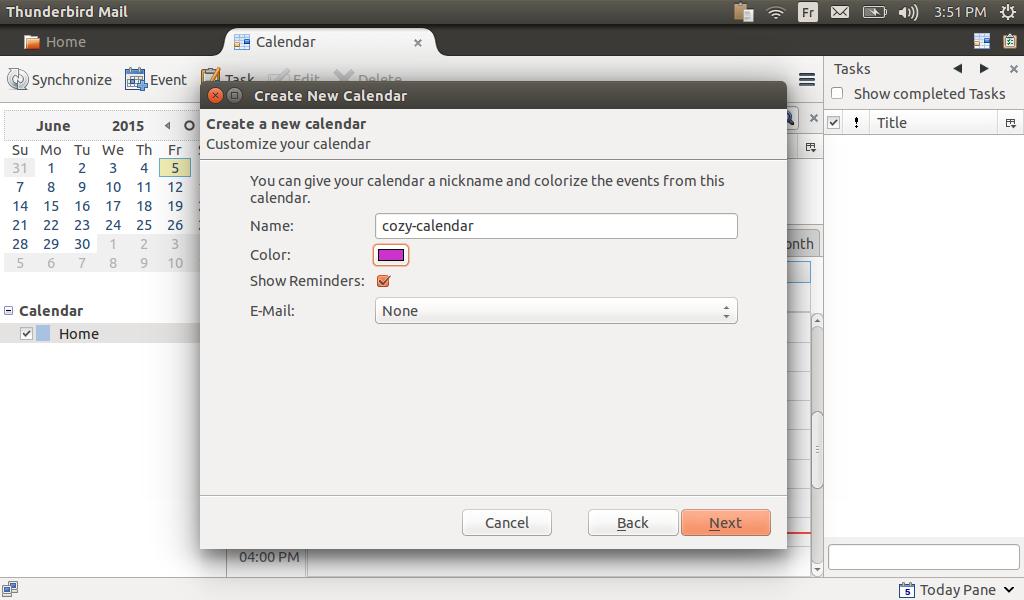 Thunderbird Mail
Fr
3:51 PM
Home
Calendar
Synchronize
Event
Task
Edit
Delete
June 2015
Su Mo Tu We Th Fr
31 1 2 3 4 5
7 8 9 10 11 12
14 15 16 17 18 19
21 22 23 24 25 26
28 29 30 1 2 3
5 6 7 8 9 10
Calendar
Home
Create New Calendar
Create a new calendar
Customize your calendar
You can give your calendar a nickname and colorize the events from this
calendar.
Name: cozy-calendar
Color:
Show Reminders:
E-Mail: None
Cancel
Back
Next
onth
04:00 PM
Tasks
Show completed Tasks
! Title
5 Today Pane